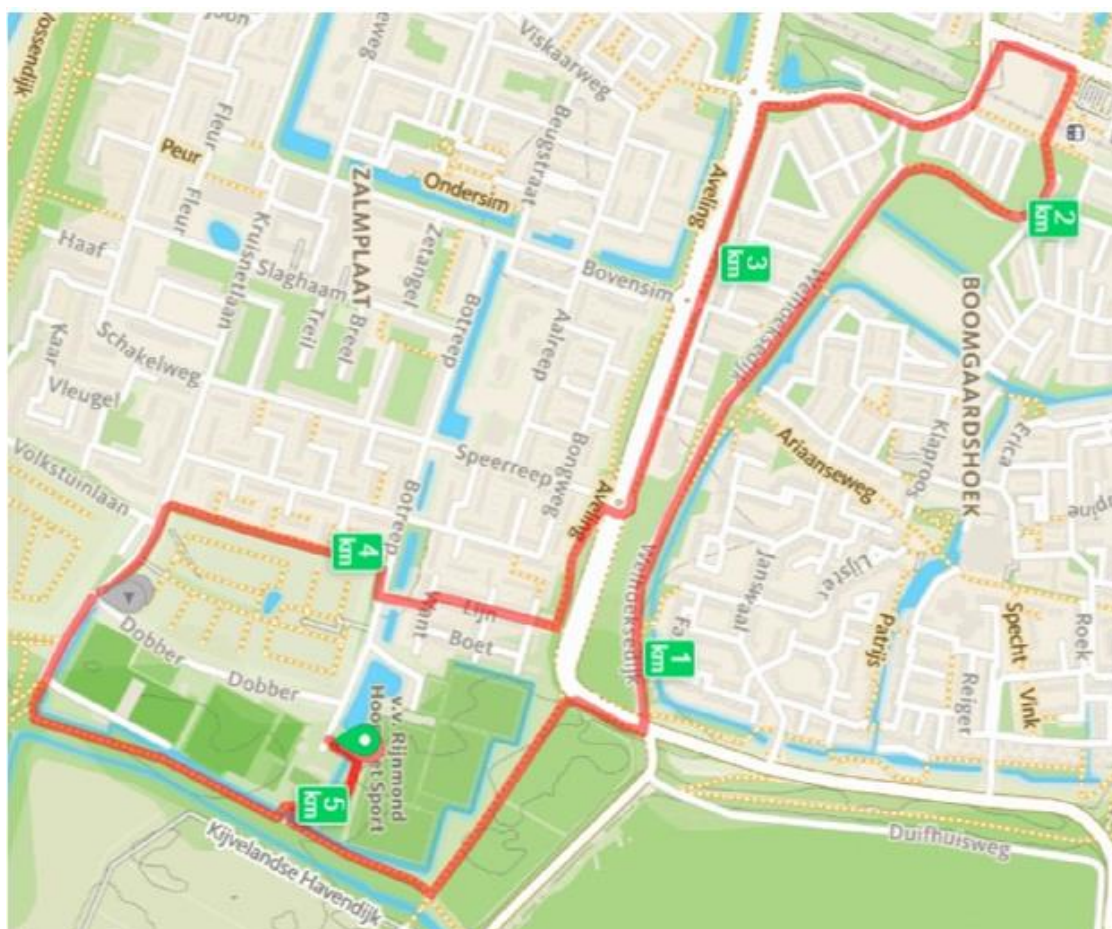 Vossendijk
Viskaarweg
Fleur
Peur
Fleur
Beugstraat
Ondersim
ZALMPLAAT
Kruisnetlaan
Haaf
Slaghaam
Zetangel
Treil
Breel
Botreep
Bovensim
Aalreep
Aveling
3
km
2
km
Welhoeksedijk
BOOMGAARDSHOEK
Kaar
Schakelweg
Vleugel
Volkstuinlaan
Speerreep
Bongweg
Aveling
Botreep
4
km
Ariaanseweg
Klaproos
Erica
Lijster
Janswaal
Patrijs
Specht
Roek
Vink
Reiger
Welhoeksedijk
1
km
Fa
Want
Lijn
Boet
Dobber
Dobber
v.v. Rijnmond
Hoogvliet Sport
5
km
Kijvelandse Havendijk
Duifhuisweg